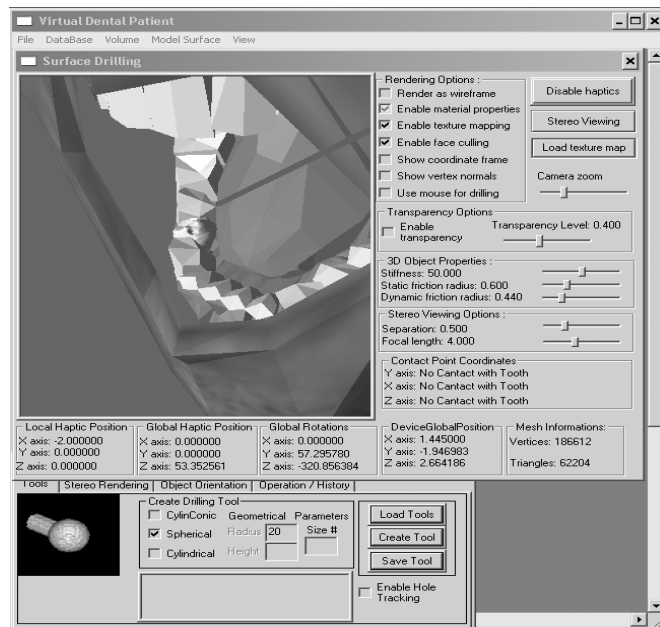 Virtual Dental Patient
File DataBase Volume Model Surface View
Surface Drilling
Rendering Options :
Render as wireframe
Enable material properties
Enable texture mapping
Enable face culling
Show coordinate frame
Show vertex normals
Use mouse for drilling
Disable haptics
Stereo Viewing
Load texture map
Camera zoom
Transparency Options
Enable transparency
Transparency Level: 0.400
3D Object Properties :
Stiffness: 50.000
Static friction radius: 0.600
Dynamic friction radius: 0.440
Stereo Viewing Options :
Separation: 0.500
Focal length: 4.000
Contact Point Coordinates
Y axis: No Cantact with Tooth
X axis: No Cantact with Tooth
Z axis: No Cantact with Tooth
Local Haptic Position
X axis: -2.000000
Y axis: 0.000000
Z axis: 0.000000
Global Haptic Position
X axis: 0.000000
Y axis: 0.000000
Z axis: 53.352561
Global Rotations
X axis: 0.000000
Y axis: 57.295780
Z axis: -320.856384
DeviceGlobalPosition
X axis: 1.445000
Y axis: -1.946983
Z axis: 2.664186
Mesh Informations:
Vertices: 186612
Triangles: 62204
Tools Stereo Rendering Object Orientation Operation / History
Create Drilling Tool
CylinConic
Spherical
Cylindrical
Geometrical Parameters
Radius 20
Height
Size #
Load Tools
Create Tool
Save Tool
Enable Hole
Tracking